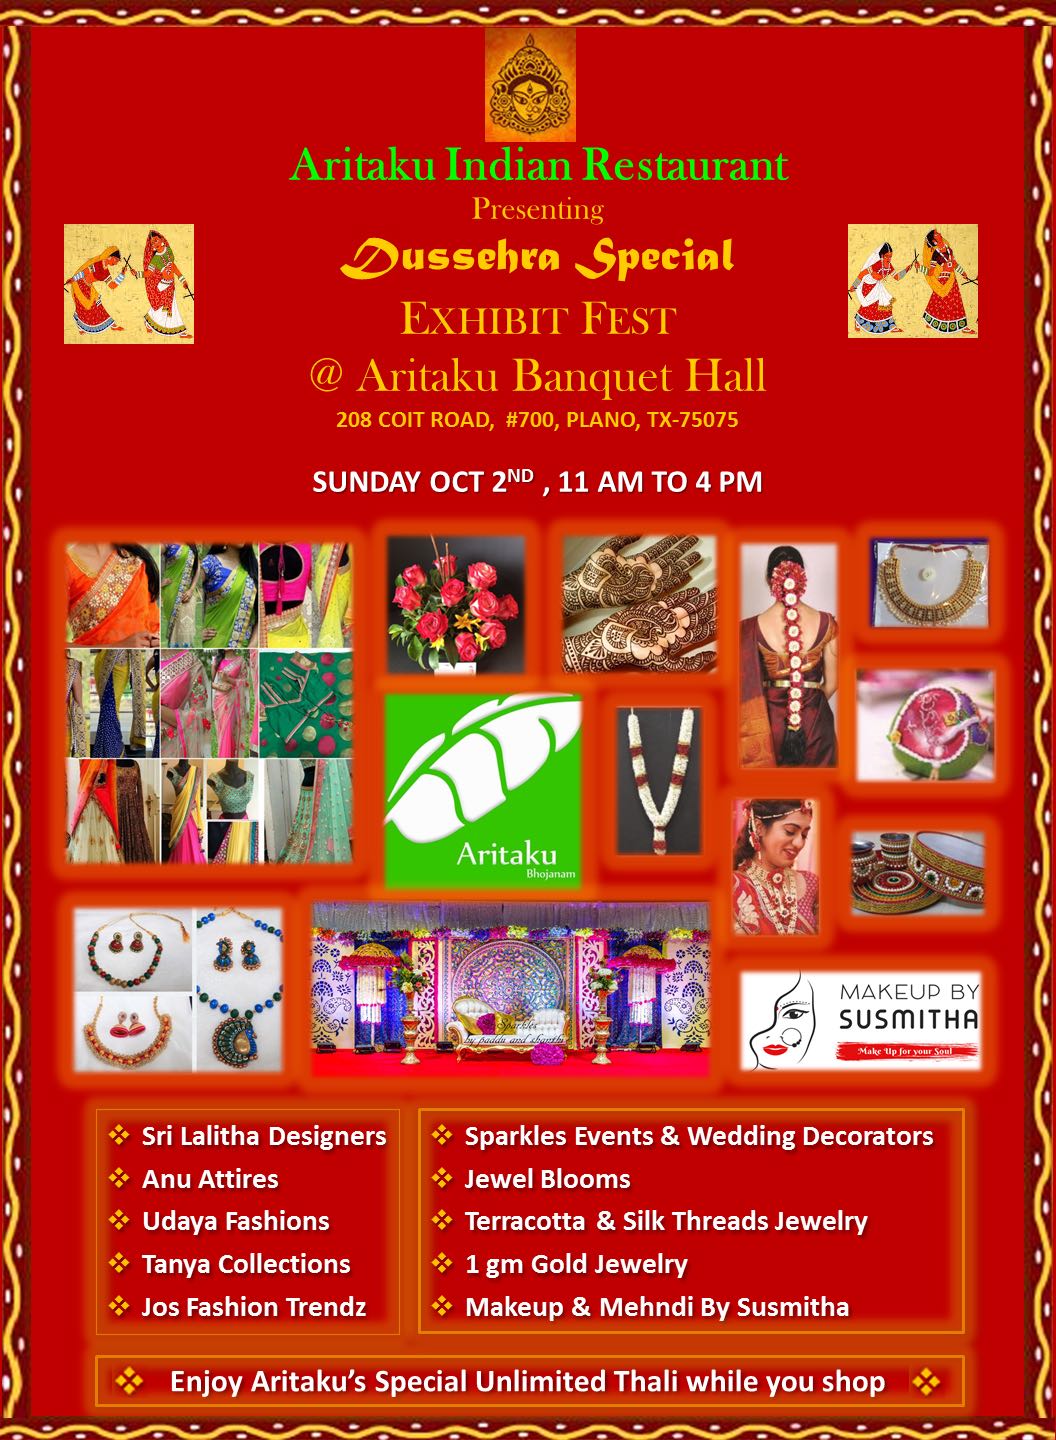 Aritaku Indian Restaurant
Presenting
Dussehra Special
EXHIBIT FEST
@ Aritaku Banquet Hall
208 COIT ROAD, #700, PLANO, TX-75075
SUNDAY OCT 2ND , 11 AM TO 4 PM
Aritaku
Bhojanam
Sparkles
by paddu and shanthi
MAKEUP BY
SUSMITHA
Make Up for your Soul
❖ Sri Lalitha Designers
❖ Anu Attires
❖ Udaya Fashions
❖ Tanya Collections
❖ Jos Fashion Trendz
❖ Sparkles Events & Wedding Decorators
❖ Jewel Blooms
❖ Terracotta & Silk Threads Jewelry
❖ 1 gm Gold Jewelry
❖ Makeup & Mehndi By Susmitha
❖ Enjoy Aritaku’s Special Unlimited Thali while you shop ❖